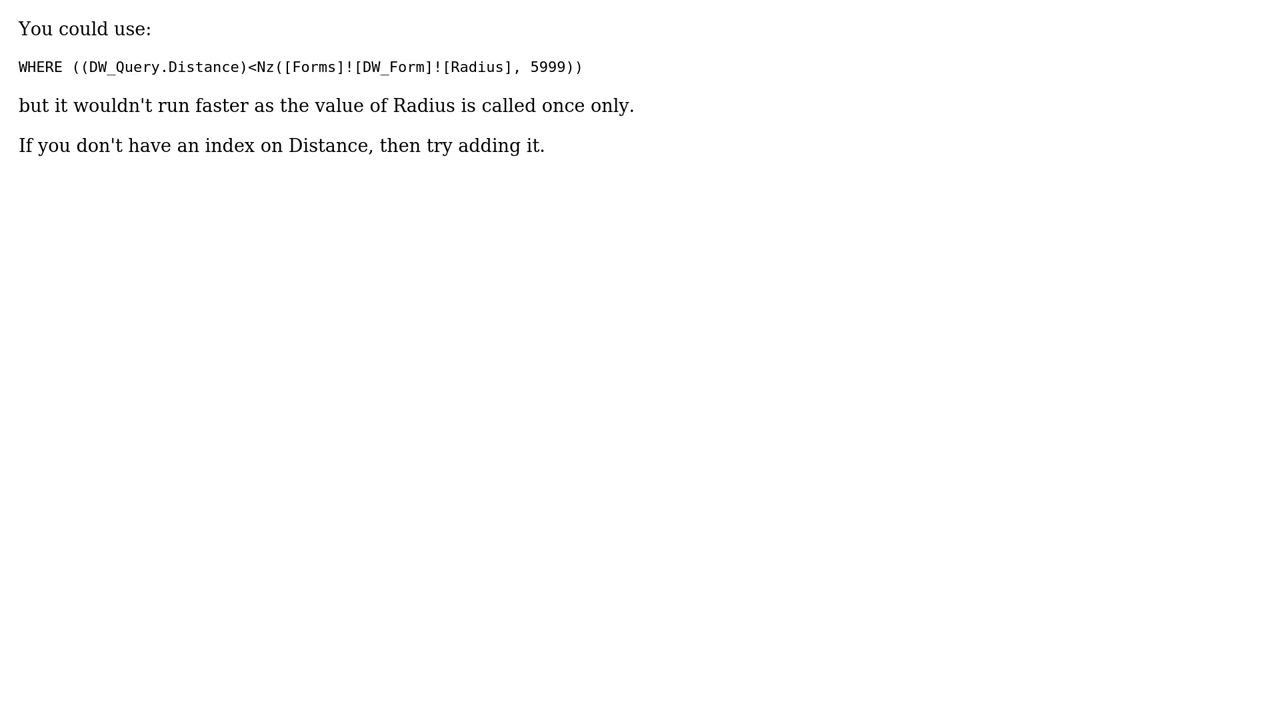 You could use:
WHERE ((DW_Query.Distance)<Nz([Forms]![DW_Form]![Radius], 5999))
but it wouldn't run faster as the value of Radius is called once only.
If you don't have an index on Distance, then try adding it.